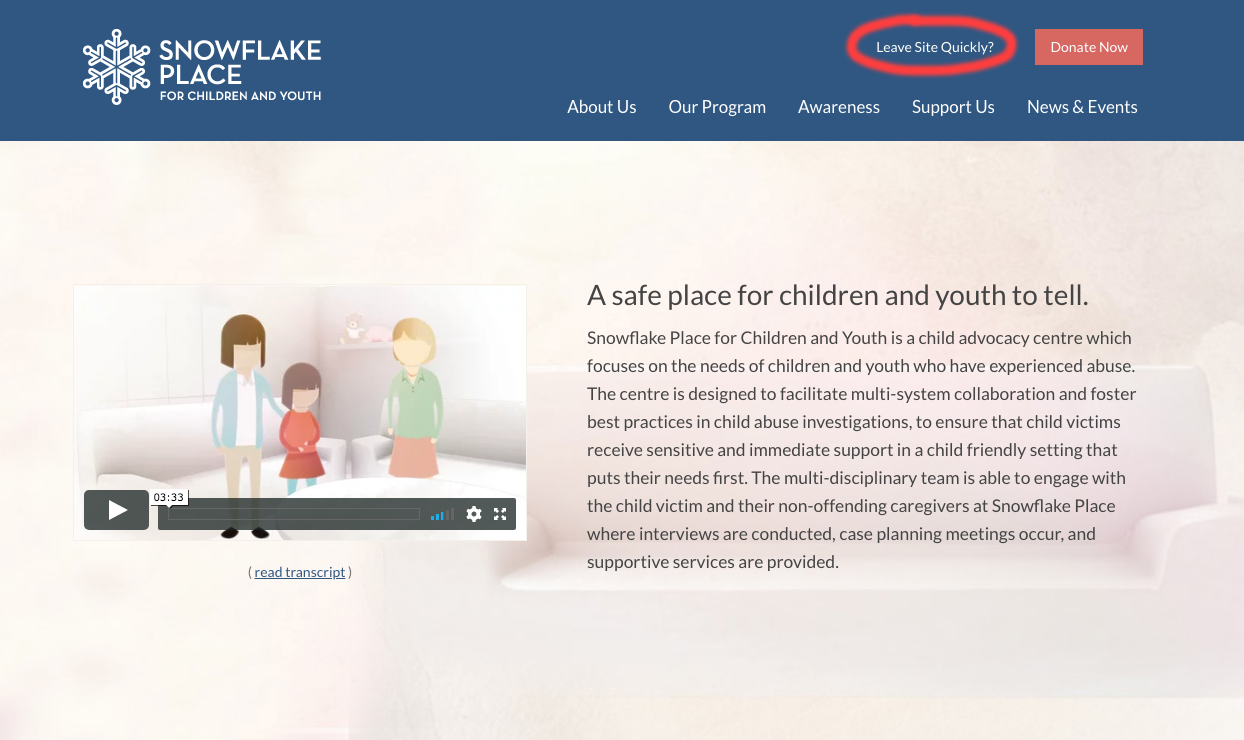 SNOWFLAKE
PLACE
FOR CHILDREN AND YOUTH
Leave Site Quickly?
Donate Now
About Us Our Program Awareness Support Us News & Events
03:33
( read transcript )
A safe place for children and youth to tell.
Snowflake Place for Children and Youth is a child advocacy centre which
focuses on the needs of children and youth who have experienced abuse.
The centre is designed to facilitate multi-system collaboration and foster
best practices in child abuse investigations, to ensure that child victims
receive sensitive and immediate support in a child friendly setting that
puts their needs first. The multi-disciplinary team is able to engage with
the child victim and their non-offending caregivers at Snowflake Place
where interviews are conducted, case planning meetings occur, and
supportive services are provided.